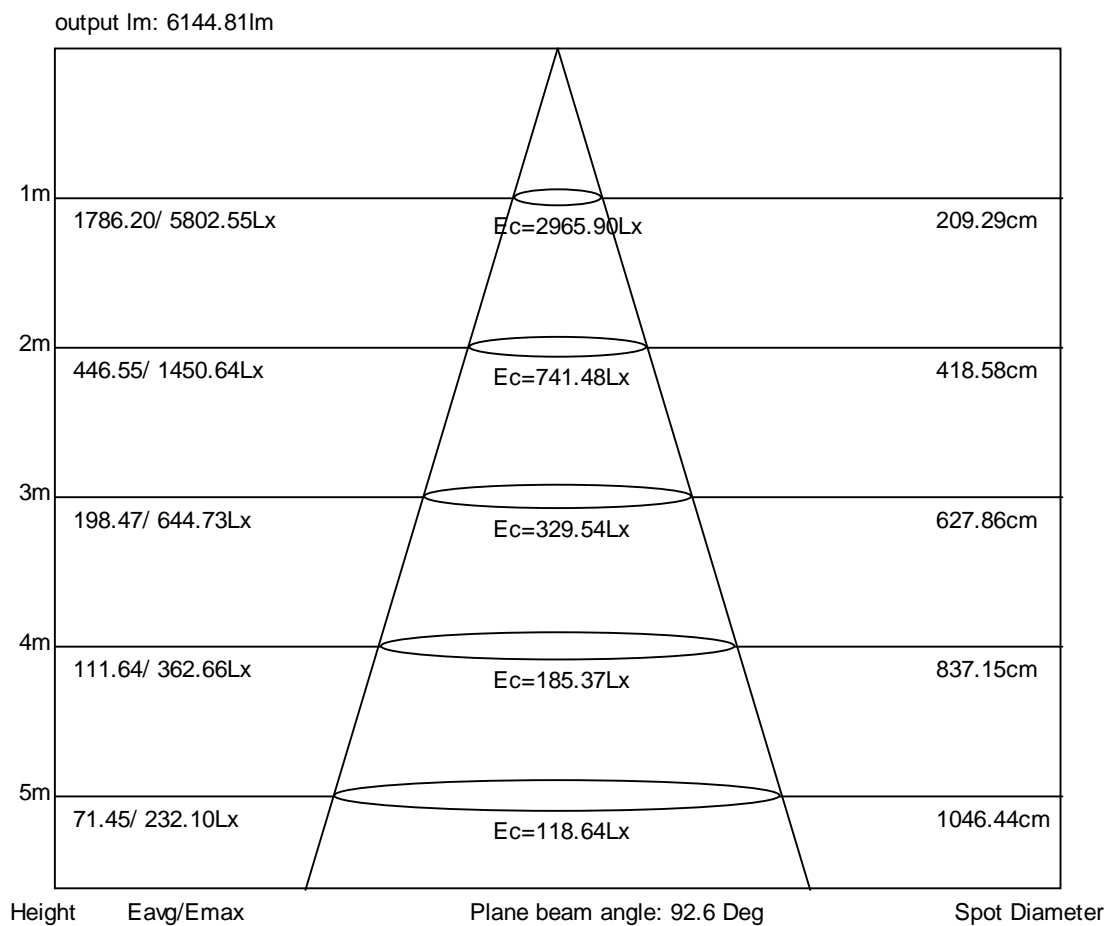 output lm: 6144.81lm
1m
1786.20/ 5802.55Lx
Ec=2965.90Lx
209.29cm
2m
446.55/ 1450.64Lx
Ec=741.48Lx
418.58cm
3m
198.47/ 644.73Lx
Ec=329.54Lx
627.86cm
4m
111.64/ 362.66Lx
Ec=185.37Lx
837.15cm
5m
71.45/ 232.10Lx
Ec=118.64Lx
1046.44cm
Height Eavg/Emax Plane beam angle: 92.6 Deg Spot Diameter